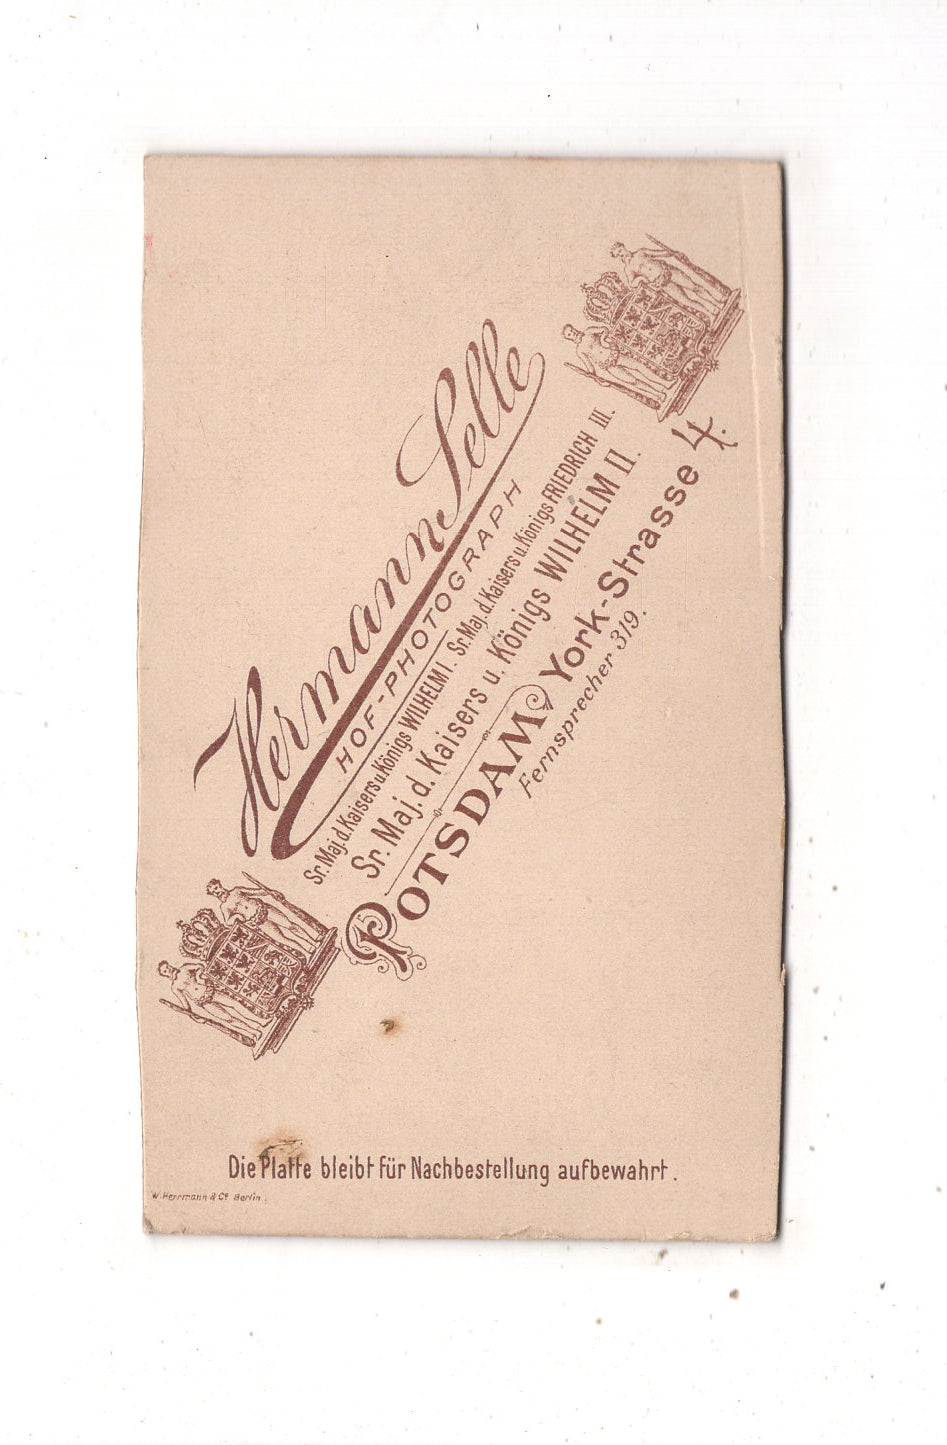 Hermann Selle
HOF-PHOTOGRAPH
Sr. Maj. d. Kaisers u. Königs WILHELM I. Sr. Maj. d. Kaisers u. Königs FRIEDRICH III.
Sr. Maj. d. Kaisers u. Königs WILHELM II.
POTSDAM York-Strasse 4.
Fernsprecher 319.
Die Platte bleibt für Nachbestellung aufbewahrt.
W. Herrmann & Co Berlin.